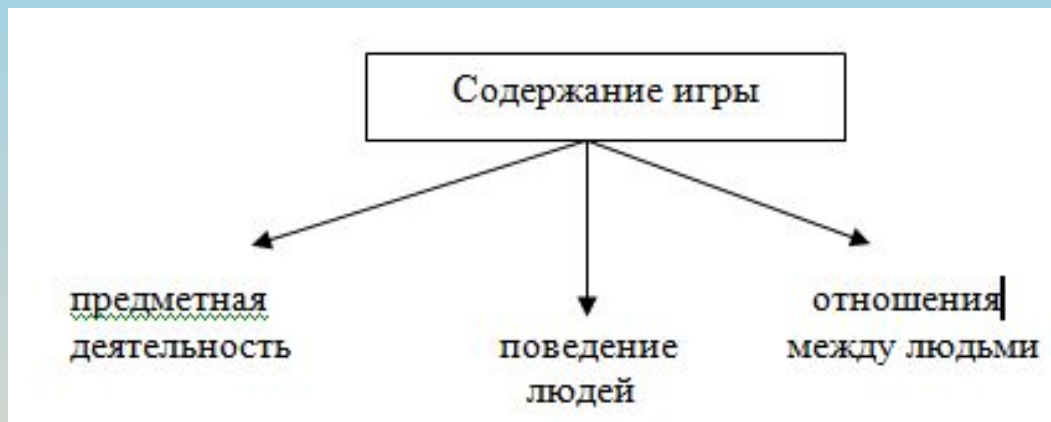 Содержание игры
предметная
деятельность
поведение
людей
отношения
между людьми